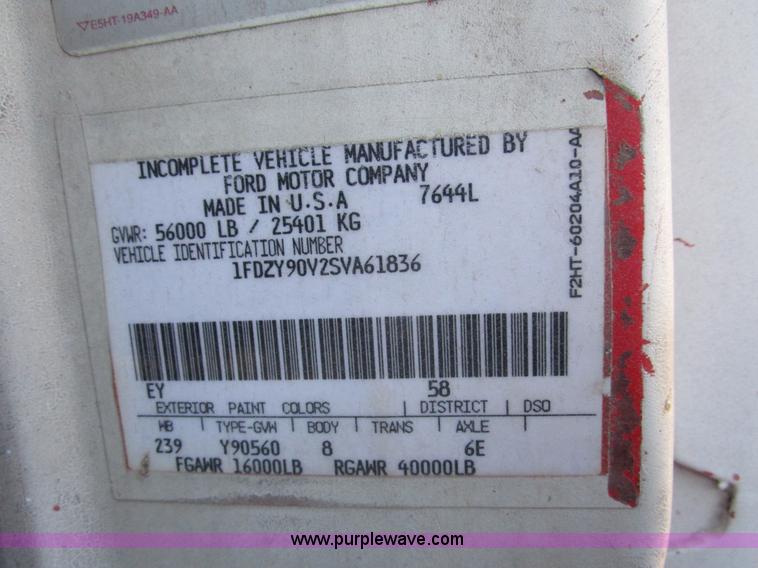 ▽E5HT-19A349-AA
INCOMPLETE VEHICLE MANUFACTURED BY
FORD MOTOR COMPANY
MADE IN U.S.A 7644L
GVWR: 56000 LB / 25401 KG
VEHICLE IDENTIFICATION NUMBER
1FDZY90V2SVA61836
F2HT-60204A10-AA
EY 58
EXTERIOR PAINT COLORS | DISTRICT | DSO
WB | TYPE-GVW | BODY | TRANS | AXLE |
239 Y90560 8 6E
FGAWR 16000LB RGAWR 40000LB
www.purplewave.com